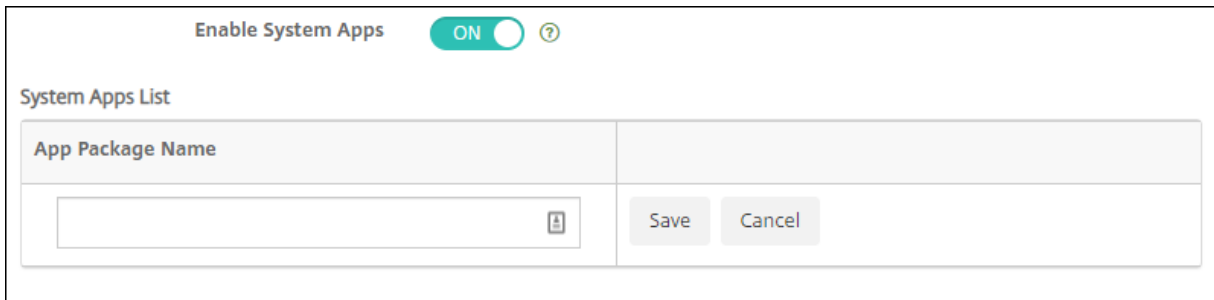 Enable System Apps ON ?
System Apps List
App Package Name
Save Cancel